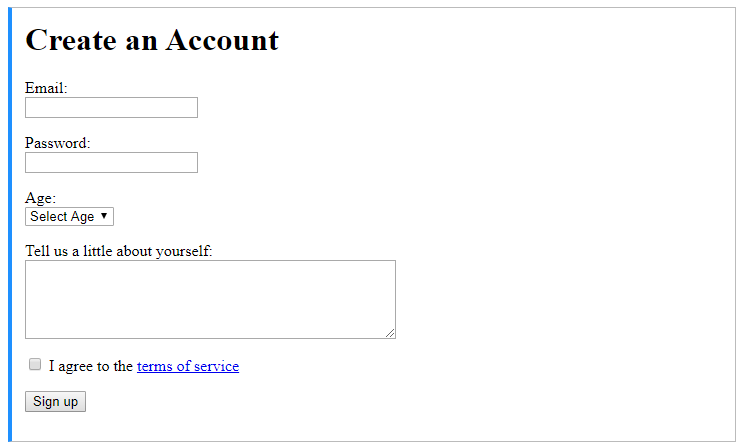 Create an Account
Email:
Password:
Age:
Select Age
Tell us a little about yourself:
I agree to the terms of service
Sign up